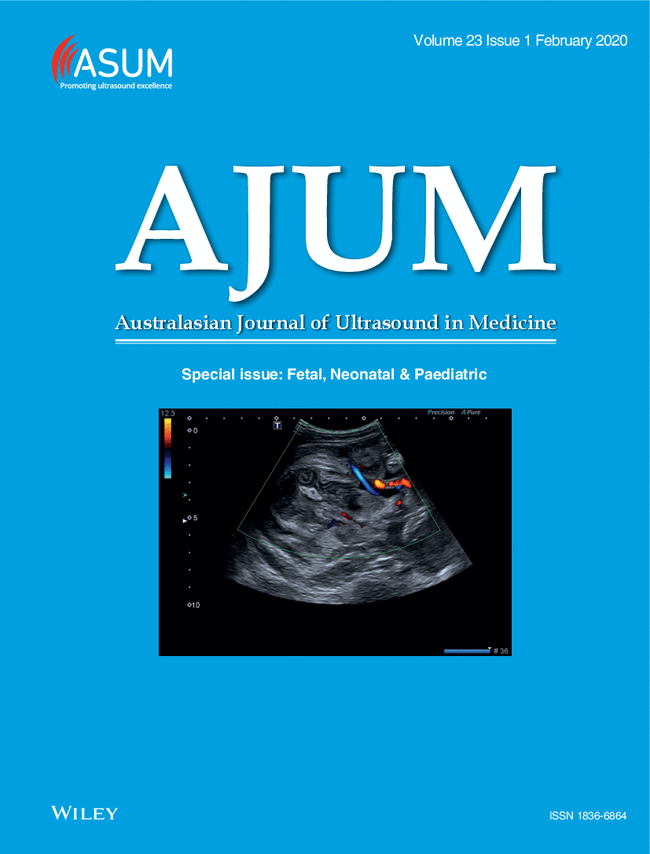 Volume 23 Issue 1 February 2020
ASUM
Promoting ultrasound excellence
AJUM
Australasian Journal of Ultrasound in Medicine
Special issue: Fetal, Neonatal & Paediatric
12.3
Precision A Pure
T
0
5
10
# 36
WILEY
ISSN 1836-6864